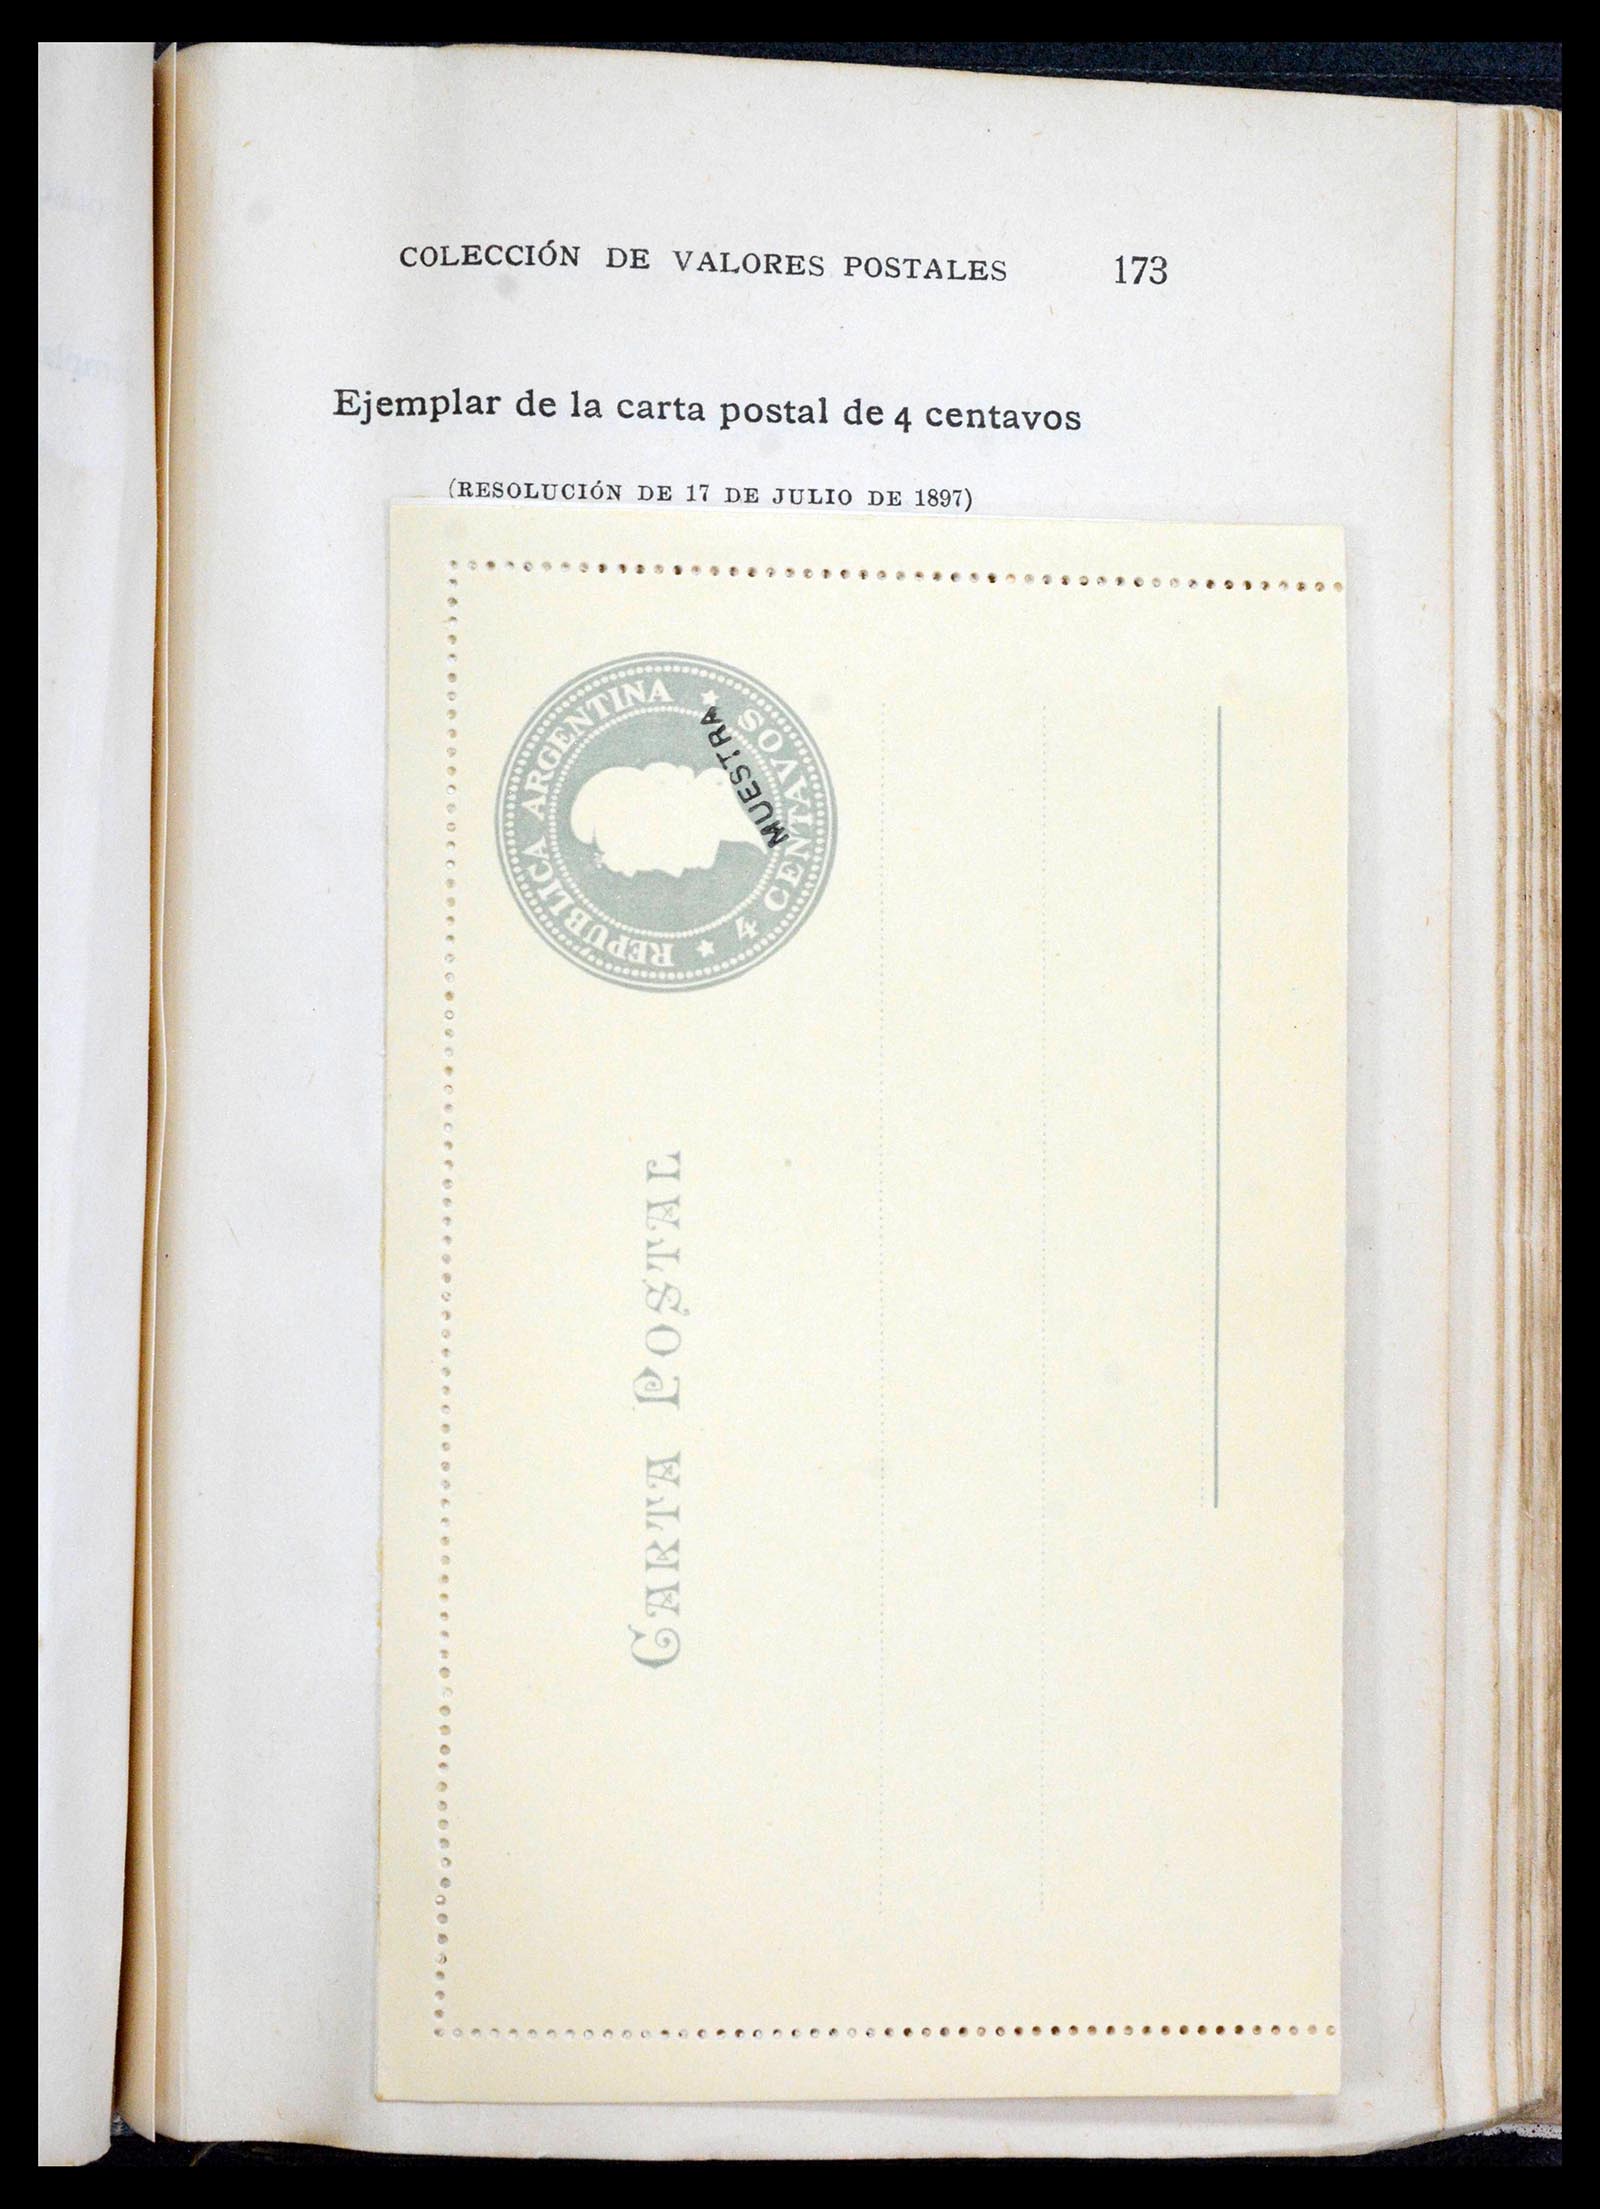 COLECCIÓN DE VALORES POSTALES 173
Ejemplar de la carta postal de 4 centavos
(RESOLUCIÓN DE 17 DE JULIO DE 1897)
REPUBLICA ARGENTINA ★ 4 CENTAVOS ★
MUESTRA
CARTA POSTAL